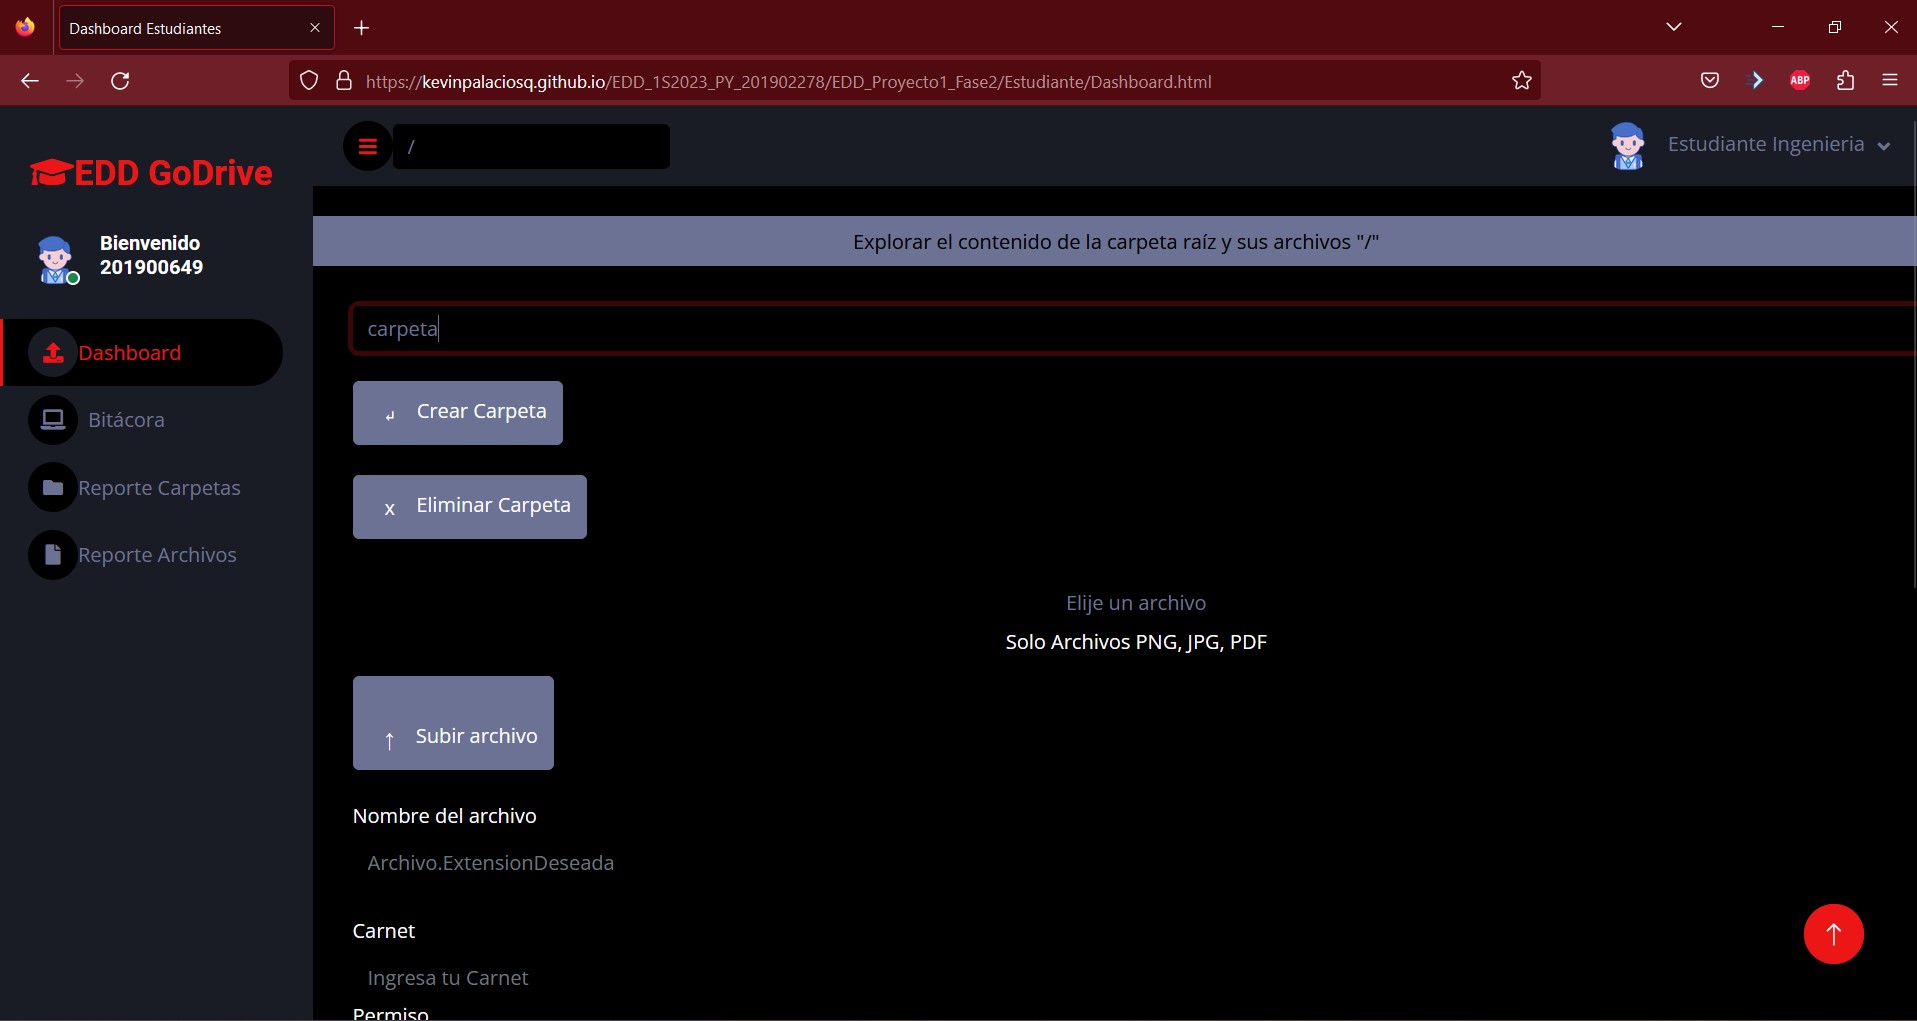 Dashboard Estudiantes
https://kevinpalaciosq.github.io/EDD_1S2023_PY_201902278/EDD_Proyecto1_Fase2/Estudiante/Dashboard.html
ABP
EDD GoDrive
/
Estudiante Ingenieria
Bienvenido
201900649
Explorar el contenido de la carpeta raíz y sus archivos "/"
Dashboard
Bitácora
Reporte Carpetas
Reporte Archivos
carpeta
↲ Crear Carpeta
x Eliminar Carpeta
Elije un archivo
Solo Archivos PNG, JPG, PDF
↑ Subir archivo
Nombre del archivo
Archivo.ExtensionDeseada
Carnet
Ingresa tu Carnet
Permiso